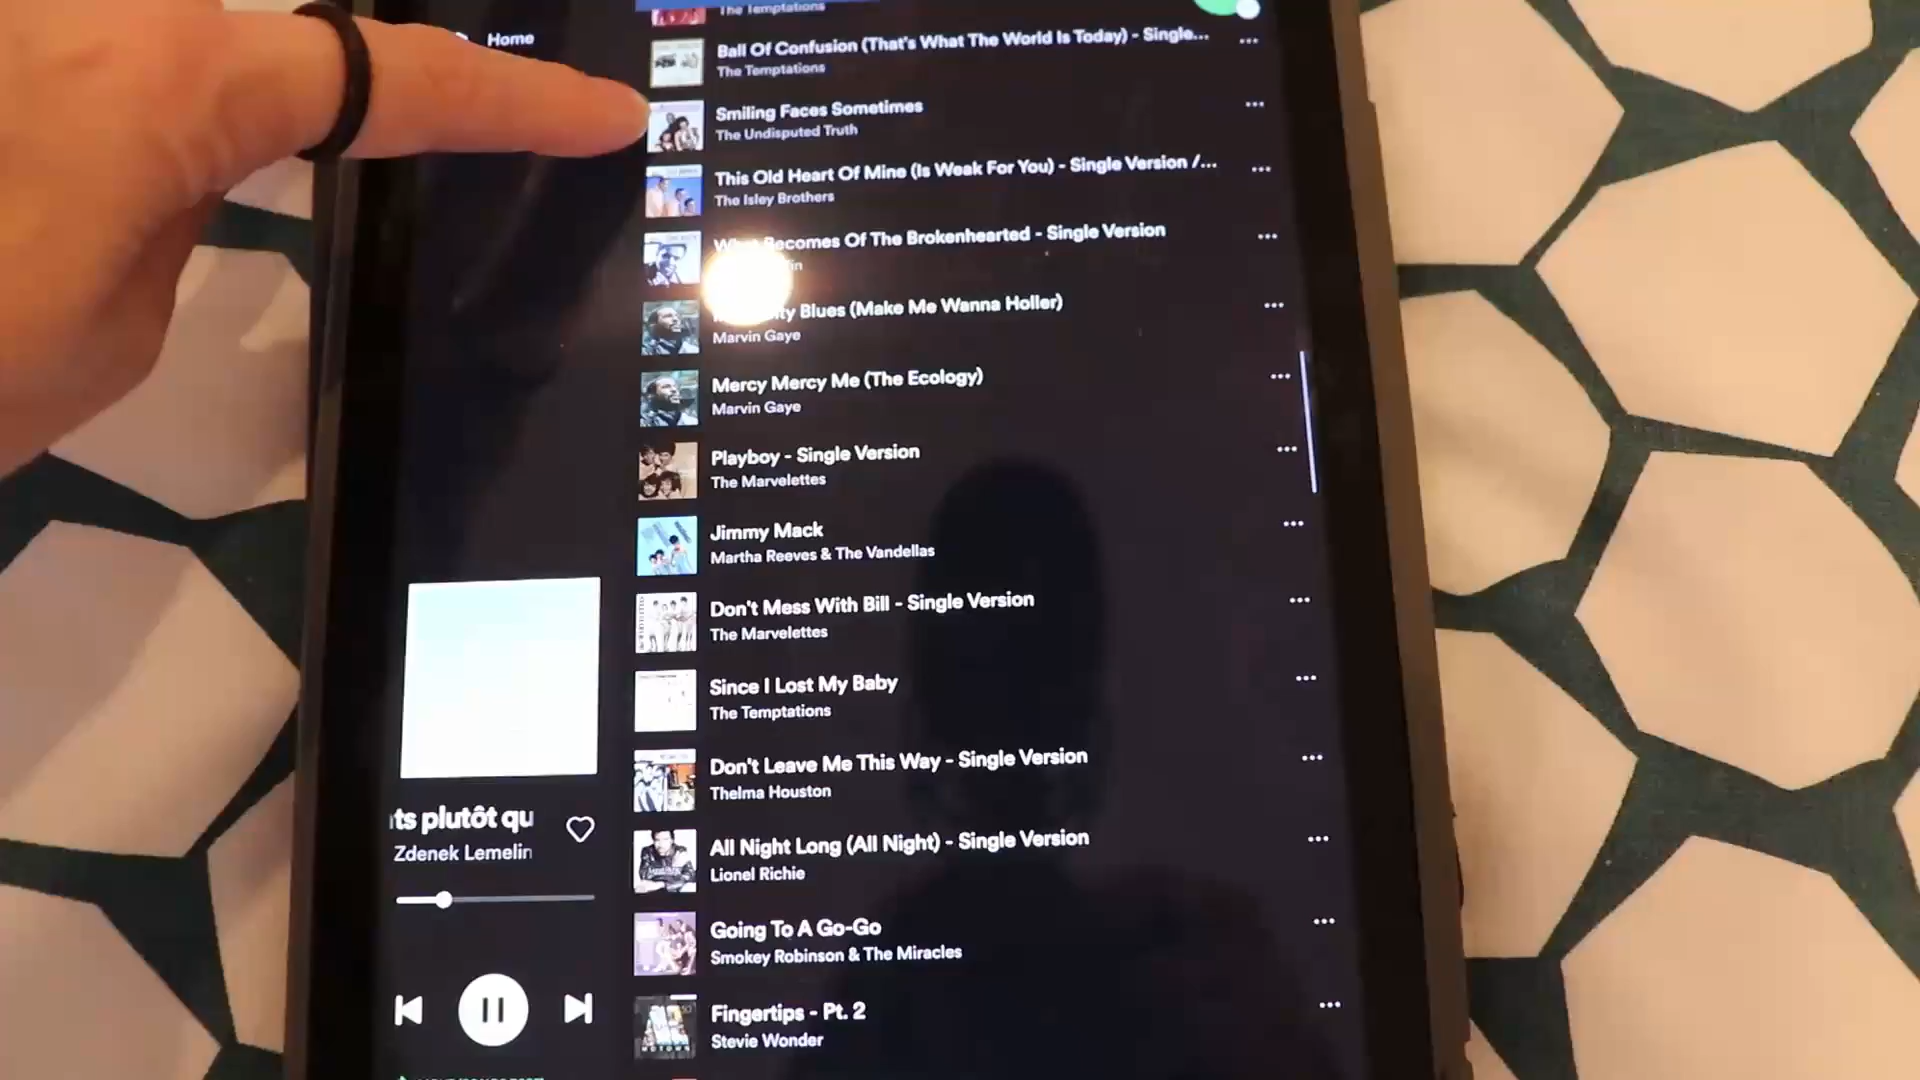 The Temptations
Home
Ball Of Confusion (That's What The World Is Today) - Single...
The Temptations
Smiling Faces Sometimes
The Undisputed Truth
This Old Heart Of Mine (Is Weak For You) - Single Version /...
The Isley Brothers
Becomes Of The Brokenhearted - Single Version
Blues (Make Me Wanna Holler)
Marvin Gaye
Mercy Mercy Me (The Ecology)
Marvin Gaye
Playboy - Single Version
The Marvelettes
Jimmy Mack
Martha Reeves & The Vandellas
Don't Mess With Bill - Single Version
The Marvelettes
Since I Lost My Baby
The Temptations
Don't Leave Me This Way - Single Version
Thelma Houston
All Night Long (All Night) - Single Version
Lionel Richie
Going To A Go-Go
Smokey Robinson & The Miracles
Fingertips - Pt. 2
Stevie Wonder
ts plutôt qu
Zdenek Lemelin